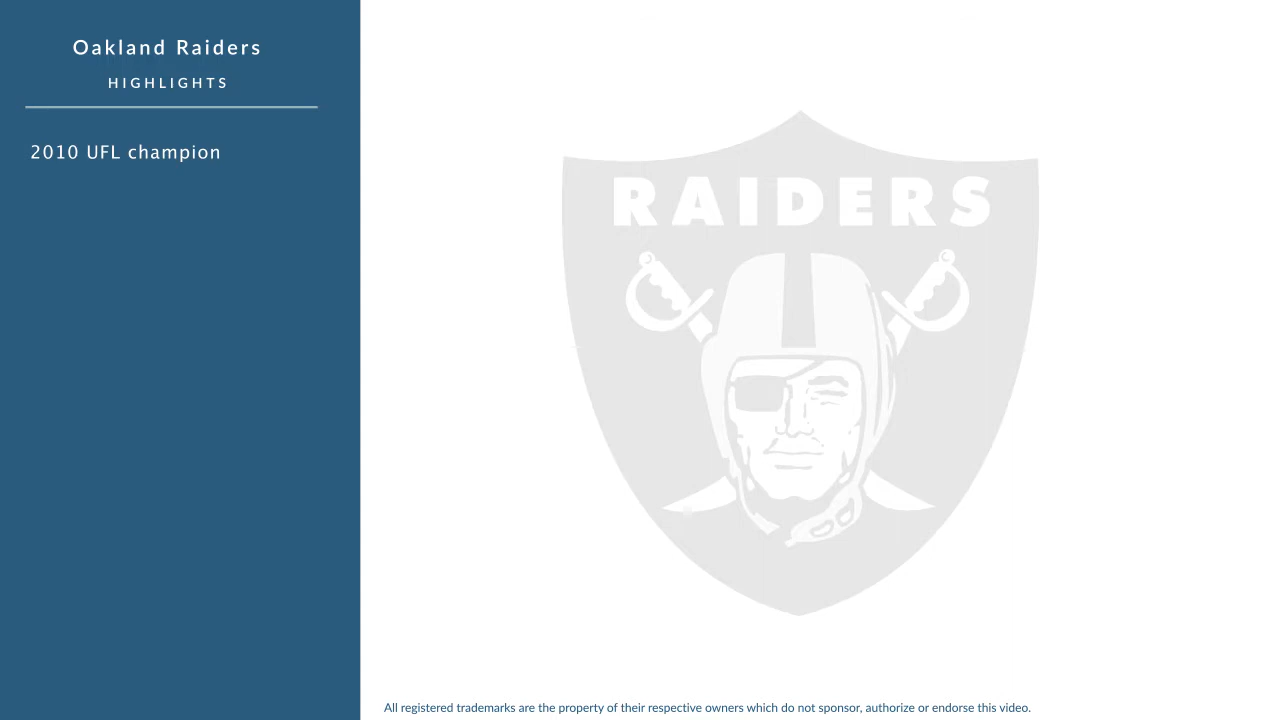 Oakland Raiders
HIGHLIGHTS
2010 UFL champion
RAIDERS
All registered trademarks are the property of their respective owners which do not sponsor, authorize or endorse this video.